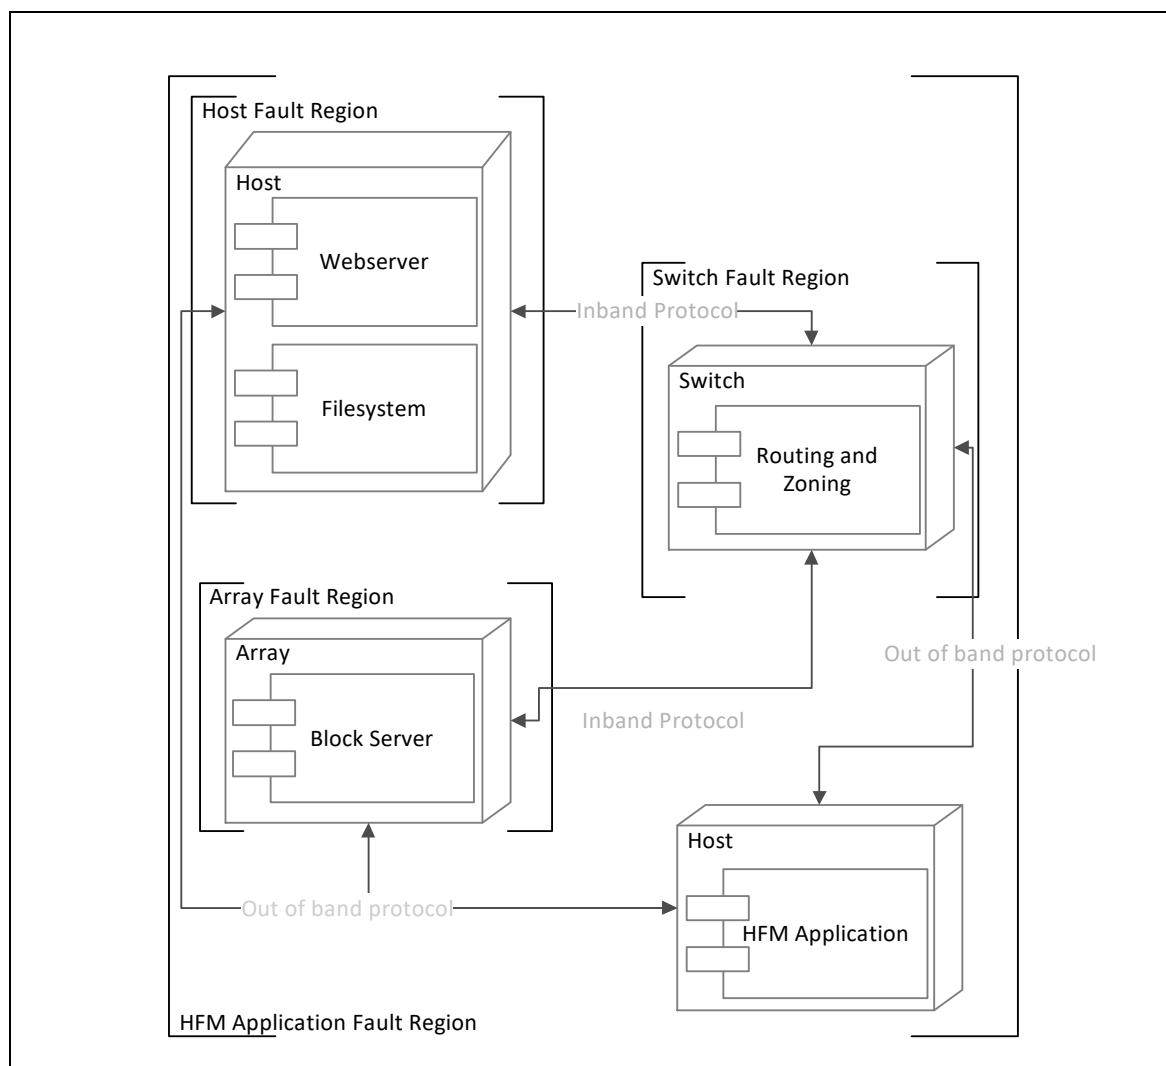 Host Fault Region
Host
Webserver
Filesystem
Switch Fault Region
Inband Protocol
Switch
Routing and
Zoning
Array Fault Region
Array
Block Server
Inband Protocol
Out of band protocol
Host
HFM Application
Out of band protocol
HFM Application Fault Region